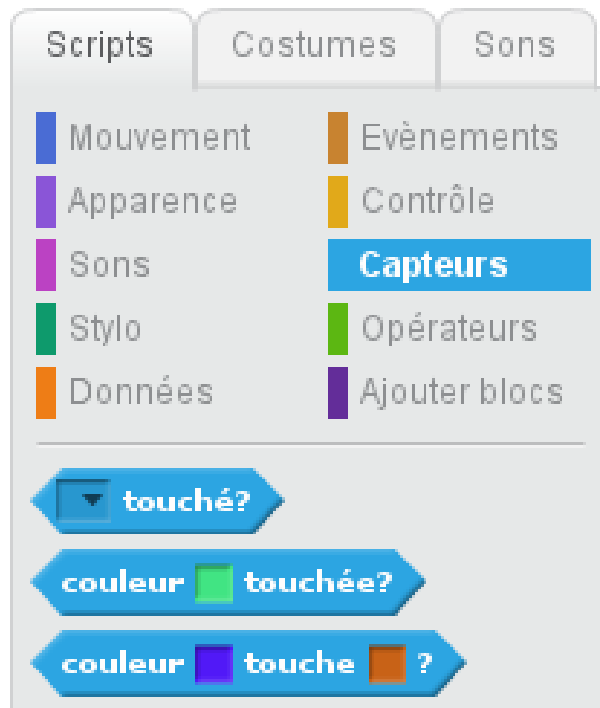 Scripts Costumes Sons
Mouvement Evènements
Apparence Contrôle
Sons Capteurs
Stylo Opérateurs
Données Ajouter blocs
touché?
couleur touchée?
couleur touche ?